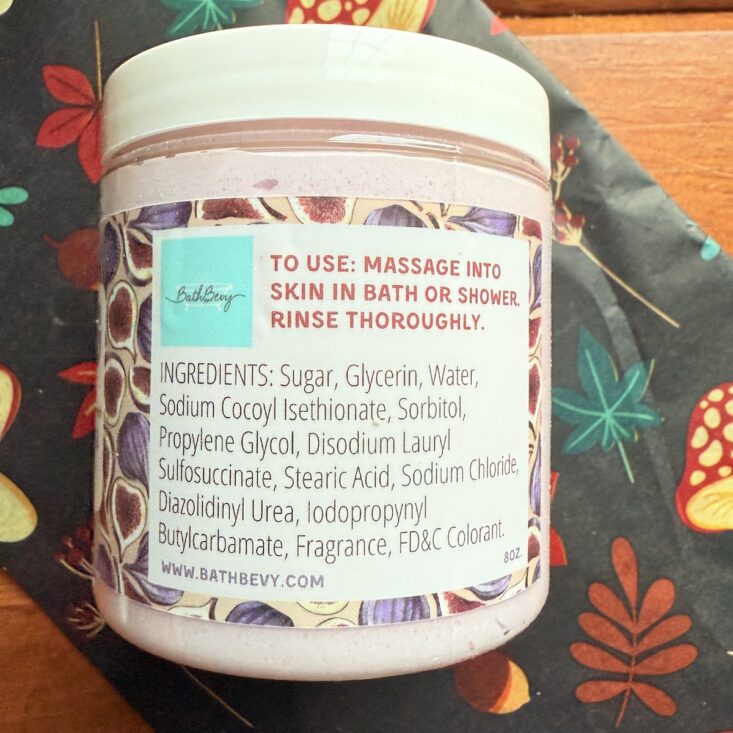 BathBevy
TO USE: MASSAGE INTO
SKIN IN BATH OR SHOWER.
RINSE THOROUGHLY.
INGREDIENTS: Sugar, Glycerin, Water,
Sodium Cocoyl Isethionate, Sorbitol,
Propylene Glycol, Disodium Lauryl
Sulfosuccinate, Stearic Acid, Sodium Chloride,
Diazolidinyl Urea, Iodopropynyl
Butylcarbamate, Fragrance, FD&C Colorant.
8OZ.
WWW.BATHBEVY.COM